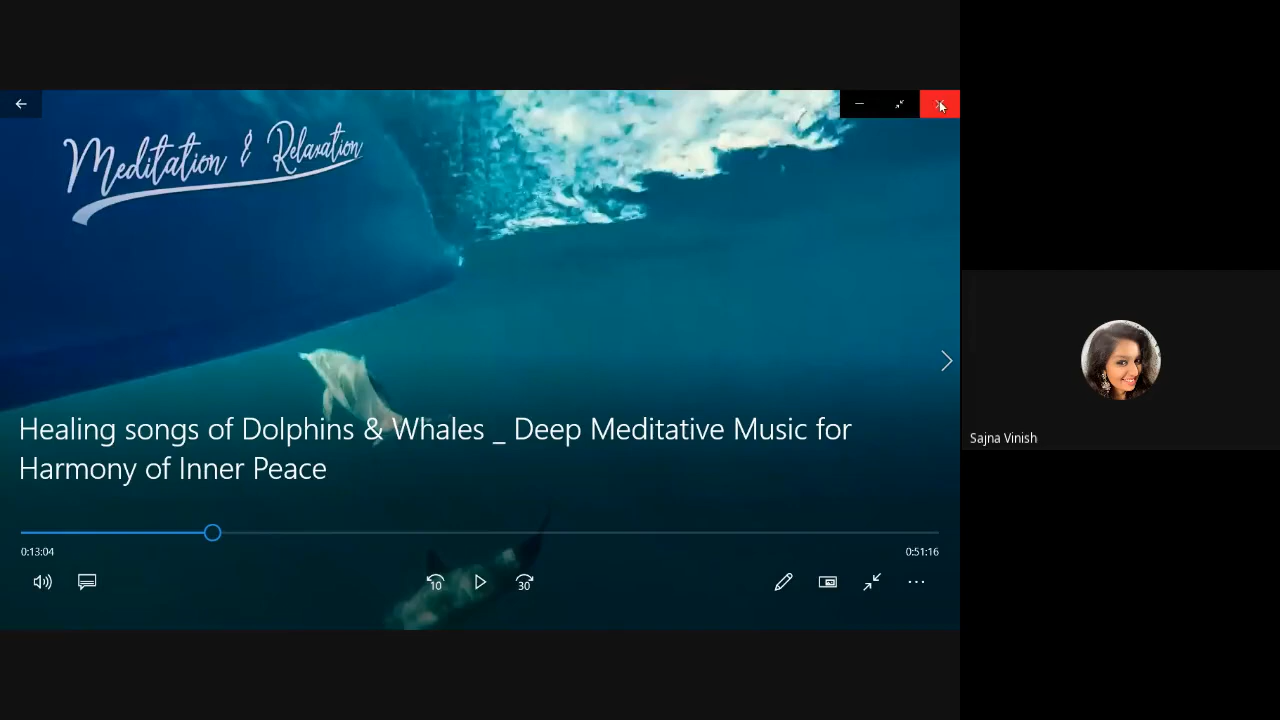 Meditation & Relaxation
Healing songs of Dolphins & Whales _ Deep Meditative Music for
Harmony of Inner Peace
0:13:04
0:51:16
10
30
Sajna Vinish